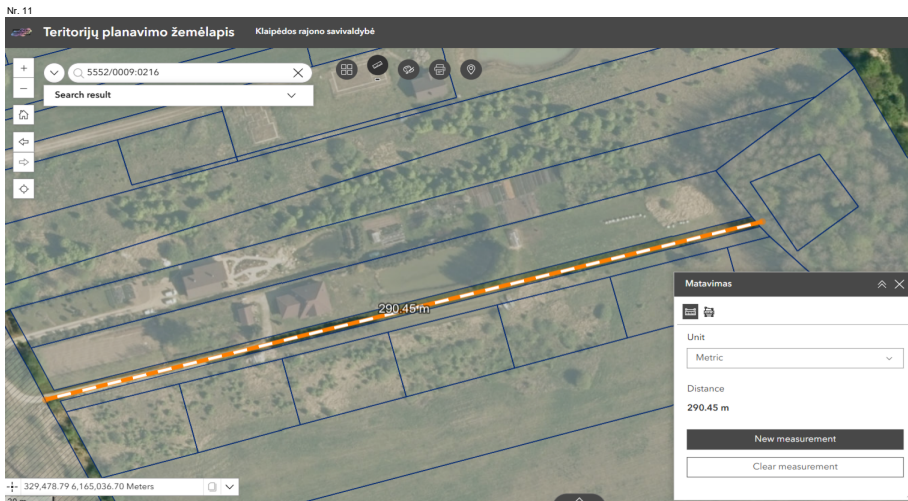 Nr. 11
Teritorijų planavimo žemėlapis Klaipėdos rajono savivaldybė
5552/0009:0216
Search result
290.45 m
Matavimas
Unit
Metric
Distance
290.45 m
New measurement
Clear measurement
329,478.79 6,165,036.70 Meters
20 m